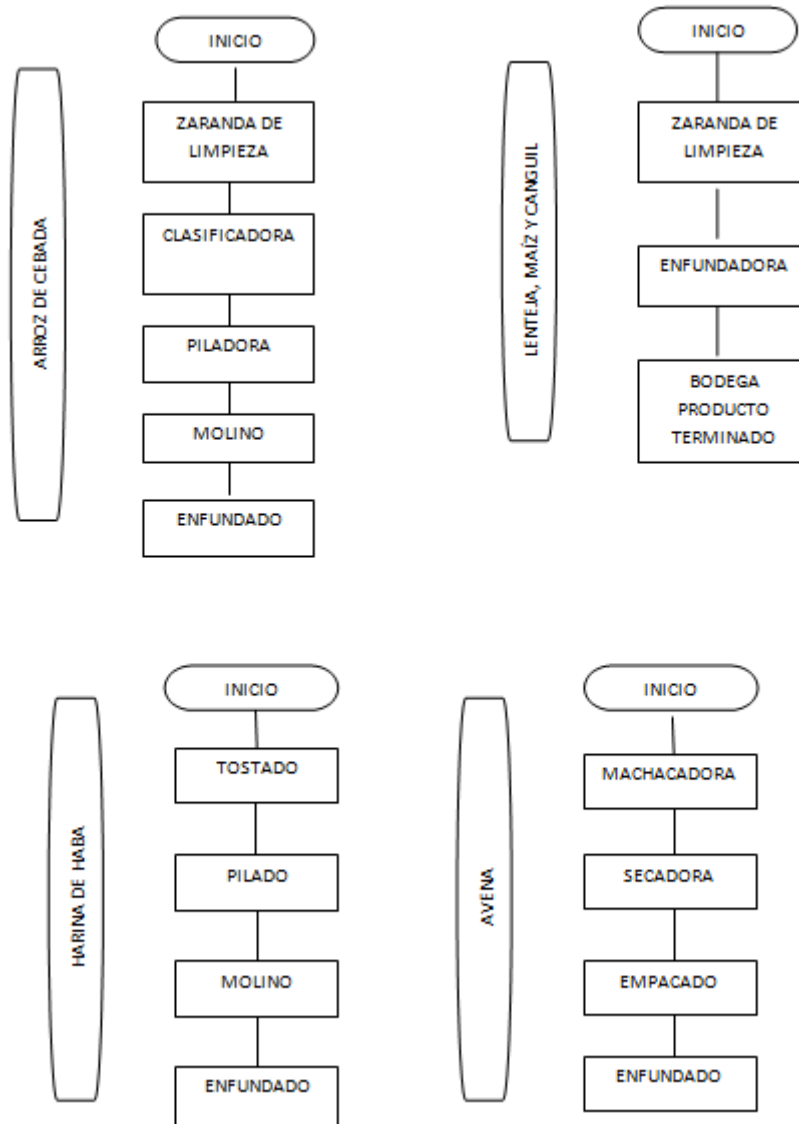 ARROZ DE CEBADA
INICIO
ZARANDA DE
LIMPIEZA
CLASIFICADORA
PILADORA
MOLINO
ENFUNDADO
LENTEJA, MAÍZ Y CANGUIL
INICIO
ZARANDA DE
LIMPIEZA
ENFUNDADORA
BODEGA
PRODUCTO
TERMINADO
HARINA DE HABA
INICIO
TOSTADO
PILADO
MOLINO
ENFUNDADO
AVENA
INICIO
MACHACADORA
SECADORA
EMPACADO
ENFUNDADO